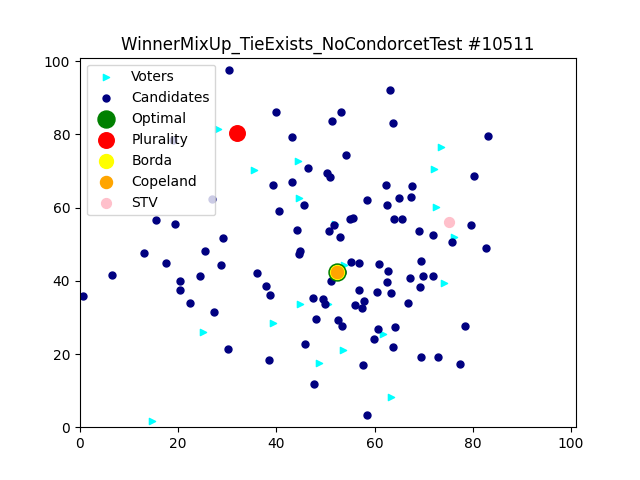 WinnerMixUp_TieExists_NoCondorcetTest #10511
100
80
60
40
20
0
Voters
Candidates
Optimal
Plurality
Borda
Copeland
STV
0 20 40 60 80 100